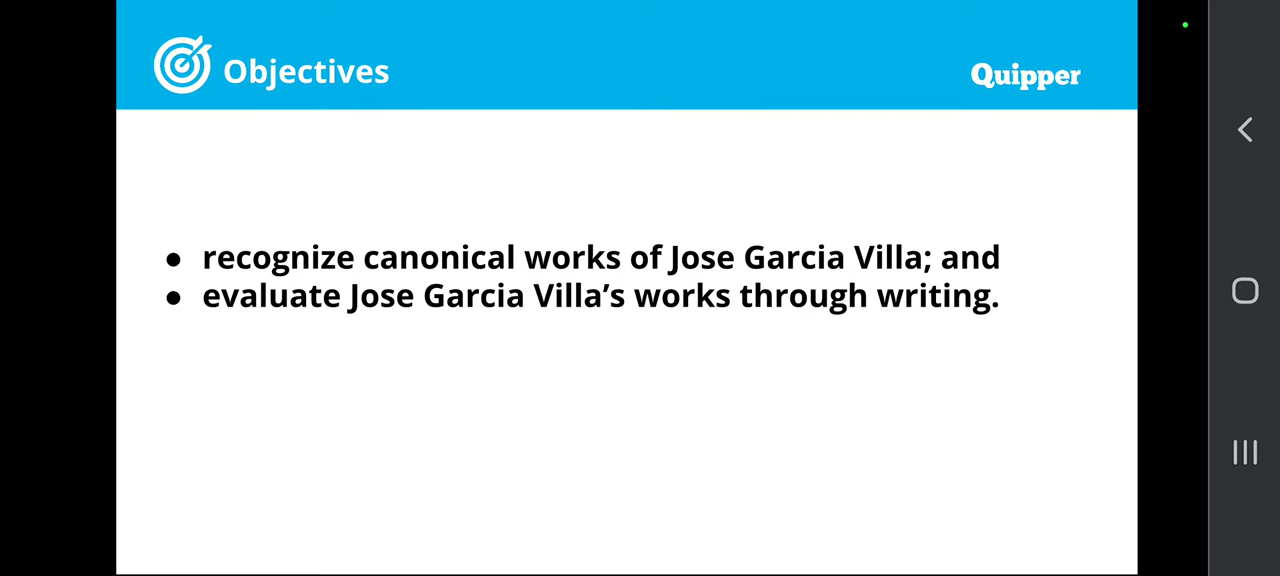 Objectives
Quipper
● recognize canonical works of Jose Garcia Villa; and
● evaluate Jose Garcia Villa's works through writing.